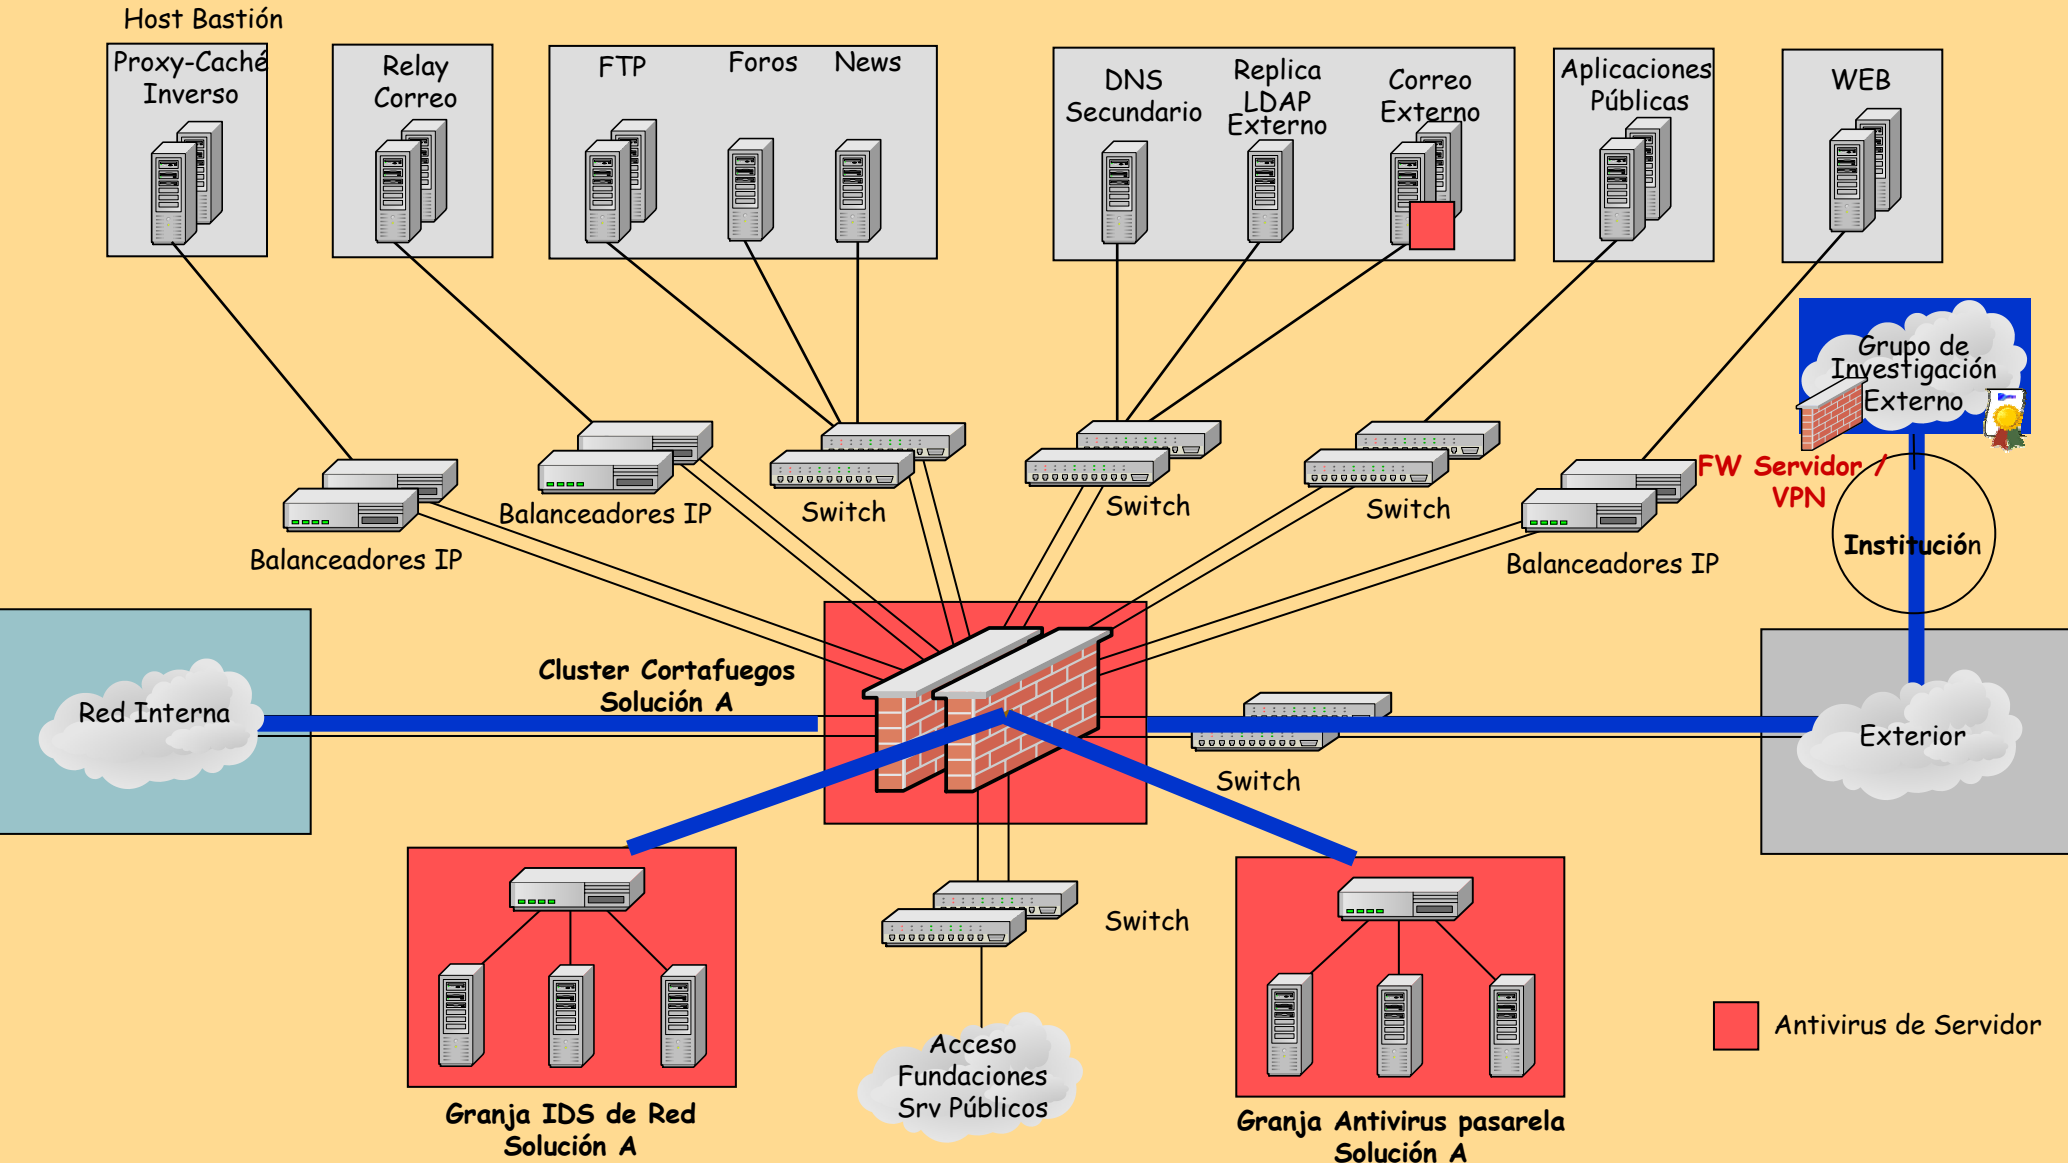 Host Bastión
Proxy-Caché
Inverso
Relay
Correo
FTP
Foros
News
DNS
Secundario
Replica
LDAP
Externo
Correo
Externo
Aplicaciones
Públicas
WEB
Grupo de
Investigación
Externo
FW Servidor /
VPN
Institución
Balanceadores IP
Balanceadores IP
Switch
Switch
Switch
Balanceadores IP
Cluster Cortafuegos
Solución A
Red Interna
Exterior
Switch
Switch
Acceso
Fundaciones
Srv Públicos
Granja IDS de Red
Solución A
Granja Antivirus pasarela
Solución A
Antivirus de Servidor